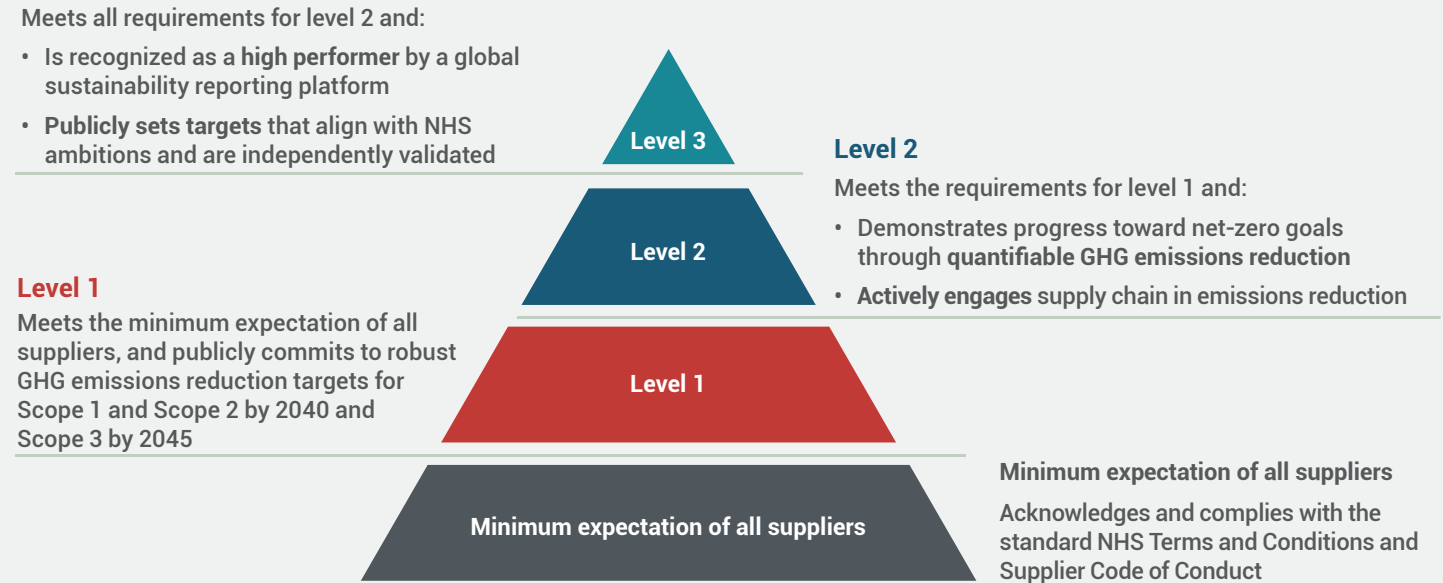 Meets all requirements for level 2 and:
• Is recognized as a high performer by a global
sustainability reporting platform
• Publicly sets targets that align with NHS
ambitions and are independently validated
Level 3
Level 2
Meets the requirements for level 1 and:
• Demonstrates progress toward net-zero goals
through quantifiable GHG emissions reduction
• Actively engages supply chain in emissions reduction
Level 2
Level 1
Meets the minimum expectation of all
suppliers, and publicly commits to robust
GHG emissions reduction targets for
Scope 1 and Scope 2 by 2040 and
Scope 3 by 2045
Level 1
Minimum expectation of all suppliers
Minimum expectation of all suppliers
Acknowledges and complies with the
standard NHS Terms and Conditions and
Supplier Code of Conduct